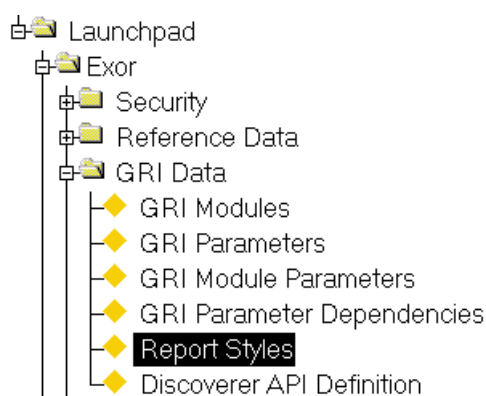 Launchpad
Exor
Security
Reference Data
GRI Data
GRI Modules
GRI Parameters
GRI Module Parameters
GRI Parameter Dependencies
Report Styles
Discoverer API Definition